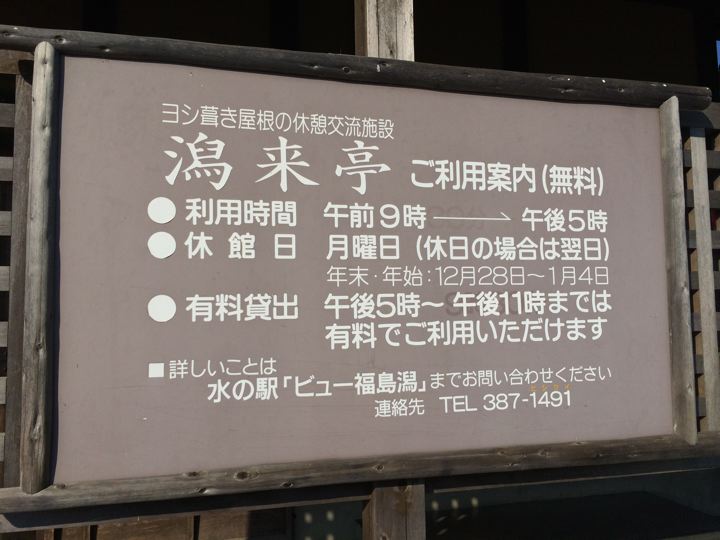 ヨシ葺き屋根の休憩交流施設
潟来亭 ご利用案内(無料)
●利用時間 午前9時──→午後5時
●休館日 月曜日(休日の場合は翌日)
年末・年始:12月28日~1月4日
●有料貸出 午後5時~午後11時までは
有料でご利用いただけます
■詳しいことは
水の駅「ビュー福島潟」までお問い合わせください
連絡先 TEL 387-1491